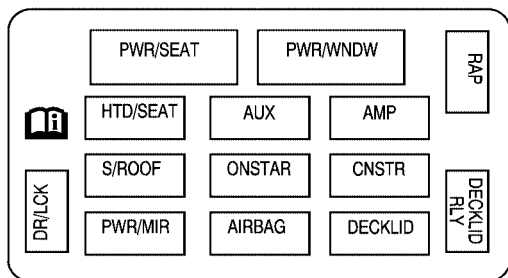 PWR/SEAT
PWR/WNDW
RAP
HTD/SEAT
AUX
AMP
S/ROOF
ONSTAR
CNSTR
DR/LCK
PWR/MIR
AIRBAG
DECKLID
DECKLID
RLY